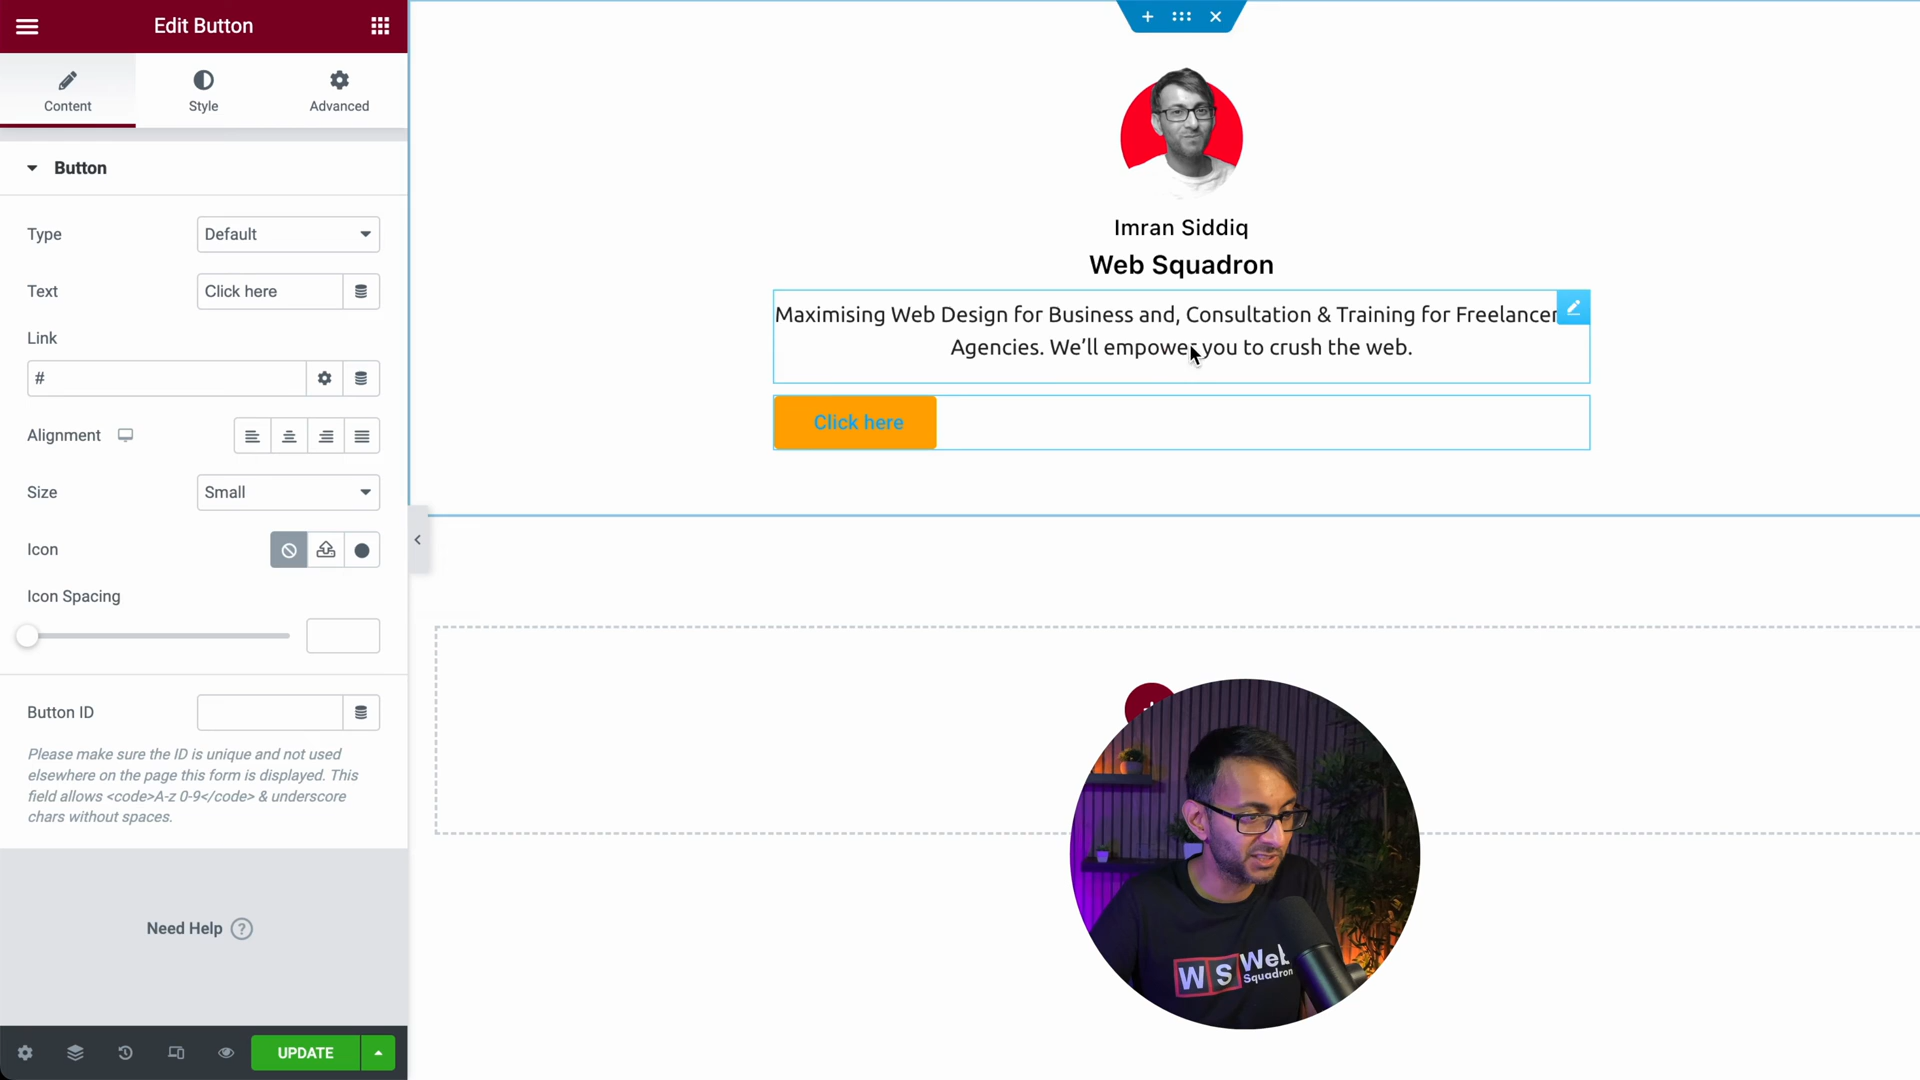 Edit Button
Content
Style
Advanced
Button
Type
Default
Text
Click here
Link
#
Alignment
Size
Small
Icon
Icon Spacing
Button ID
Please make sure the ID is unique and not used
elsewhere on the page this form is displayed. This
field allows <code>A-z 0-9</code> & underscore
chars without spaces.
Need Help ?
UPDATE
Imran Siddiq
Web Squadron
Maximising Web Design for Business and, Consultation & Training for Freelancer
Agencies. We'll empower you to crush the web.
Click here
WS Web
Squadron